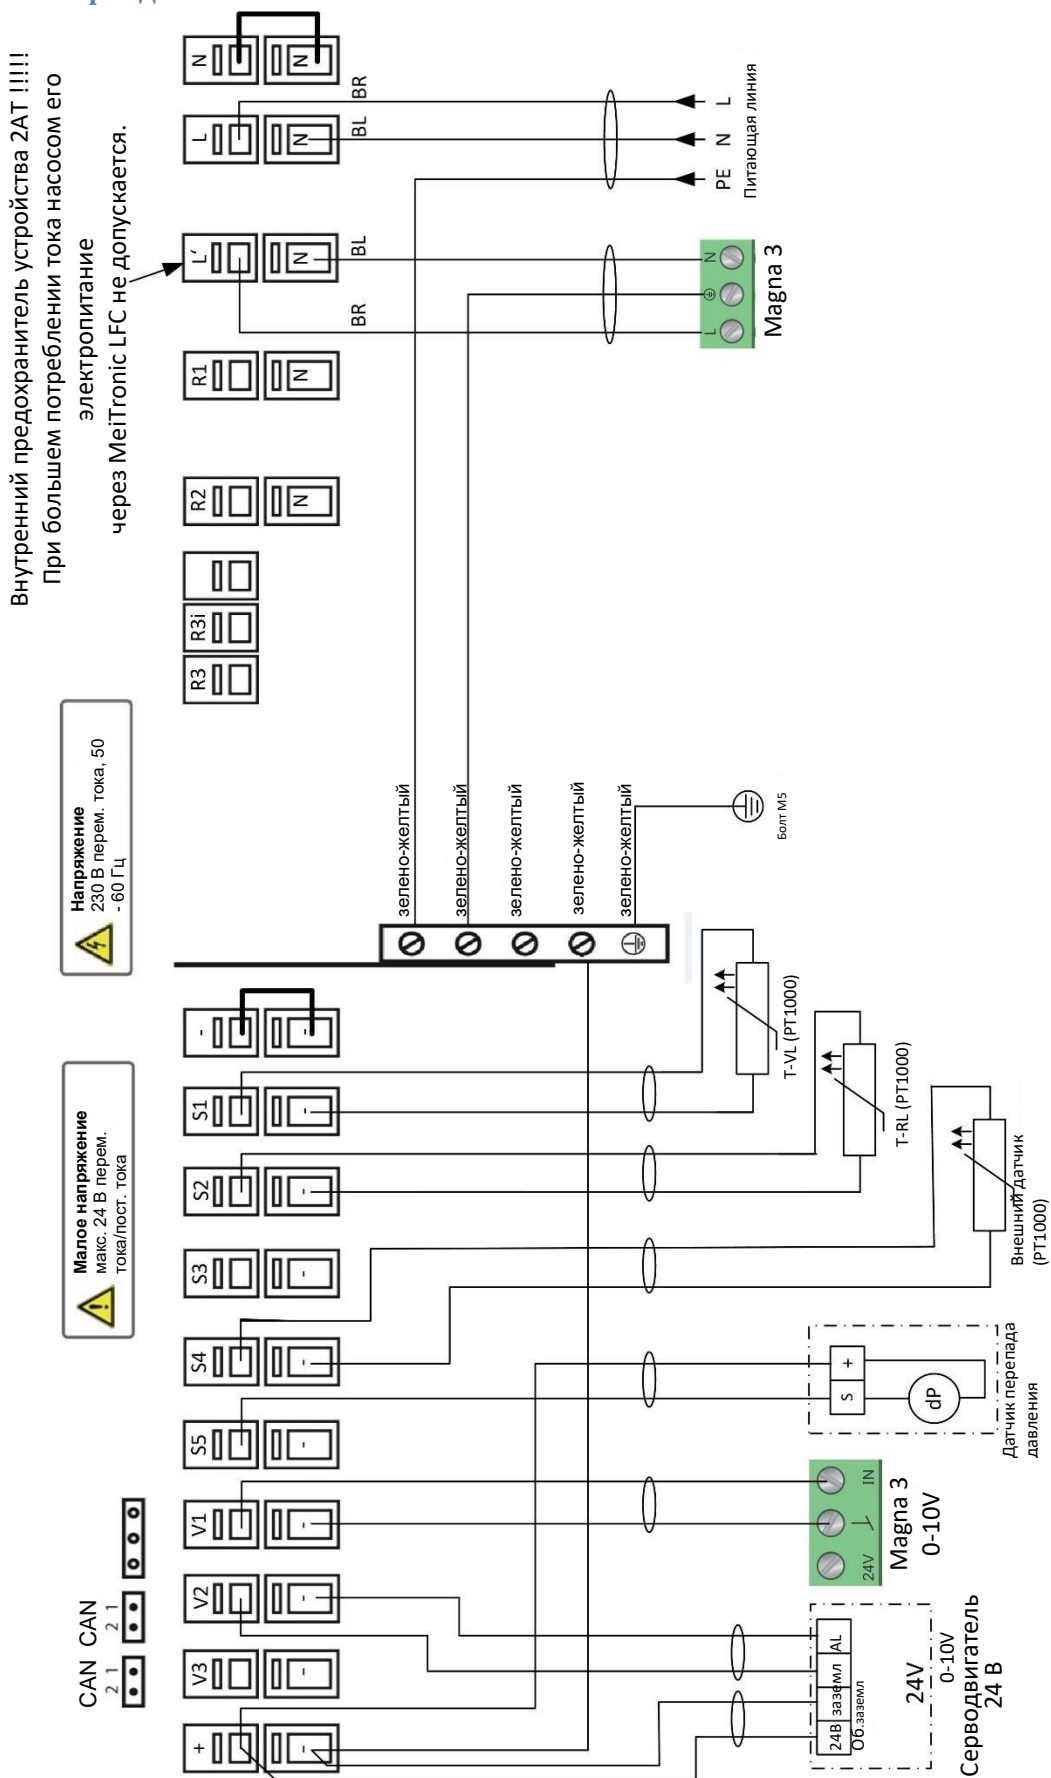 Внутренний предохранитель устройства 2АТ !!!!!
При большем потреблении тока насосом его
электропитание
через MeiTronic LFC не допускается.
Малое напряжение
макс. 24 В перем.
тока/пост. тока
Напряжение
230 В перем. тока, 50
- 60 Гц
CAN CAN
2 1 2 1
+ V3 V2 V1 S5 S4 S3 S2 S1 -
- - - - - - - - - -
R3 R3i R2 R1 L' L N
N N N N N
BR BL BL BR
зелено-желтый
зелено-желтый
зелено-желтый
зелено-желтый
зелено-желтый
Болт М5
PE N L
Питающая линия
L N
Magna 3
T-VL (PT1000)
T-RL (PT1000)
Внешний датчик
(PT1000)
S +
dP
Датчик перепада
давления
24V IN
Magna 3
0-10V
24В заземл AL
Об.заземл
24V
0-10V
Серводвигатель
24 В